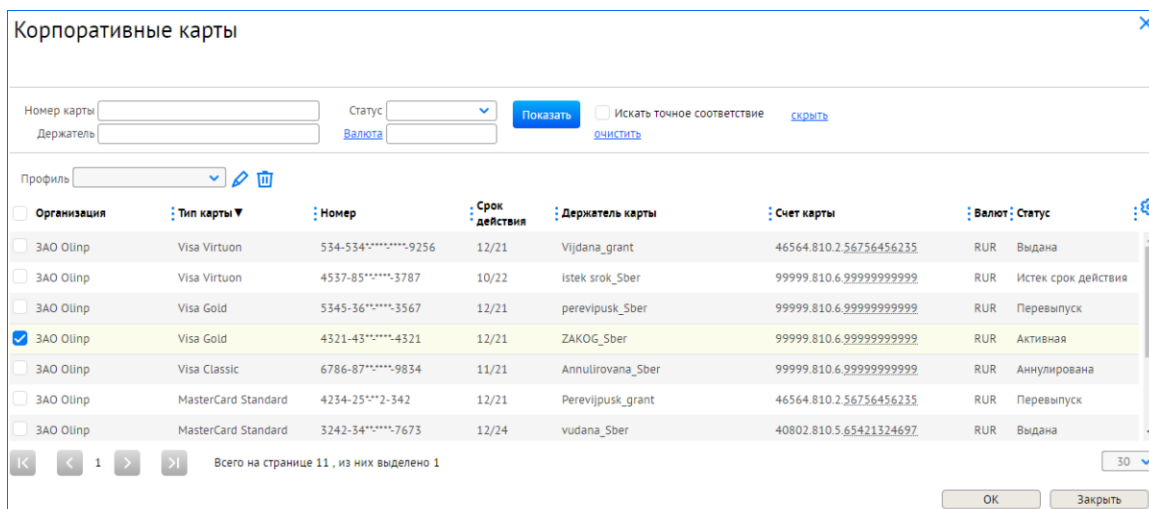 Корпоративные карты
Номер карты Статус Показать Искать точное соответствие скрыть
Держатель Валюта очистить
Профиль
Организация Тип карты ▼ Номер Срок действия Держатель карты Счет карты Валют Статус
ЗАО Olinp Visa Virtuon 534-534*-****-****-9256 12/21 Vijdana_grant 46564.810.2.56756456235 RUR Выдана
ЗАО Olinp Visa Virtuon 4537-85**-****-3787 10/22 istek srok_Sber 99999.810.6.99999999999 RUR Истек срок действия
ЗАО Olinp Visa Gold 5345-36**-****-3567 12/21 perevipusk_Sber 99999.810.6.99999999999 RUR Перевыпуск
ЗАО Olinp Visa Gold 4321-43**-****-4321 12/21 ZAKOG_Sber 99999.810.6.99999999999 RUR Активная
ЗАО Olinp Visa Classic 6786-87**-****-9834 11/21 Annulirovana_Sber 99999.810.6.99999999999 RUR Аннулирована
ЗАО Olinp MasterCard Standard 4234-25*-**2-342 12/21 Perevijpusk_grant 46564.810.2.56756456235 RUR Перевыпуск
ЗАО Olinp MasterCard Standard 3242-34**-****-7673 12/24 vudana_Sber 40802.810.5.65421324697 RUR Выдана
1 Всего на странице 11 , из них выделено 1 30
ОК Закрыть